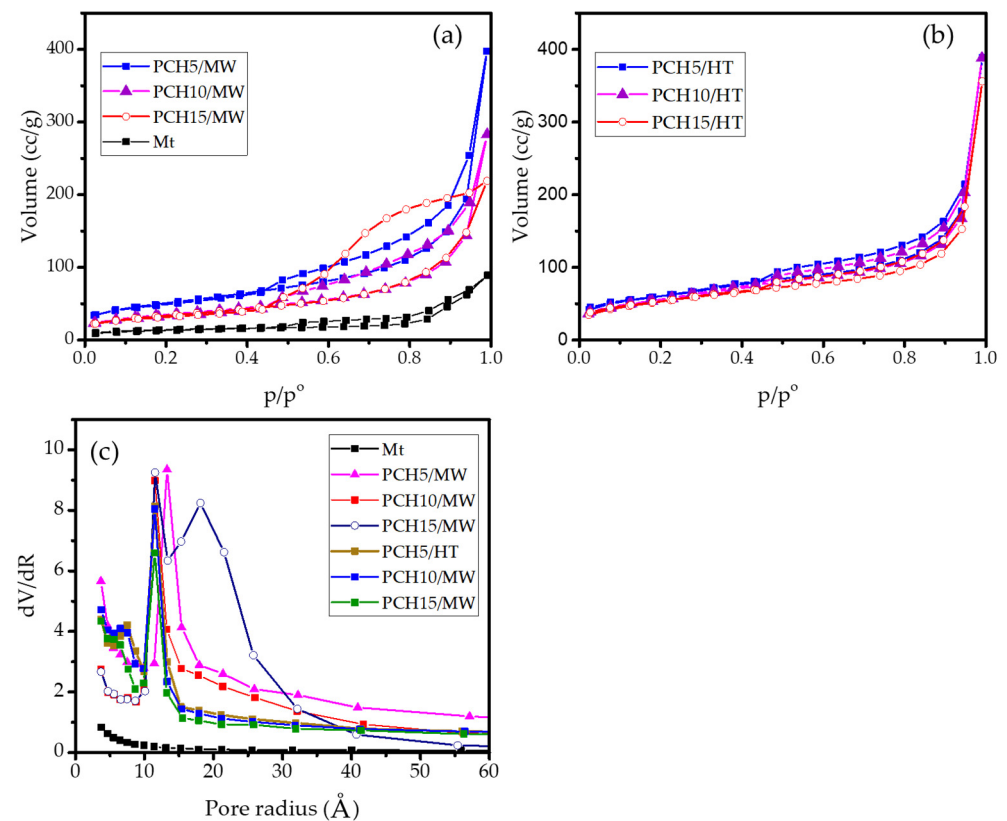 (a)
PCH5/MW
PCH10/MW
PCH15/MW
Mt
Volume (cc/g)
400
300
200
100
0
0.0 0.2 0.4 0.6 0.8 1.0
p/pº
(b)
PCH5/HT
PCH10/HT
PCH15/HT
Volume (cc/g)
400
300
200
100
0
0.0 0.2 0.4 0.6 0.8 1.0
p/pº
(c)
Mt
PCH5/MW
PCH10/MW
PCH15/MW
PCH5/HT
PCH10/MW
PCH15/MW
dV/dR
10
8
6
4
2
0
0 10 20 30 40 50 60
Pore radius (Å)